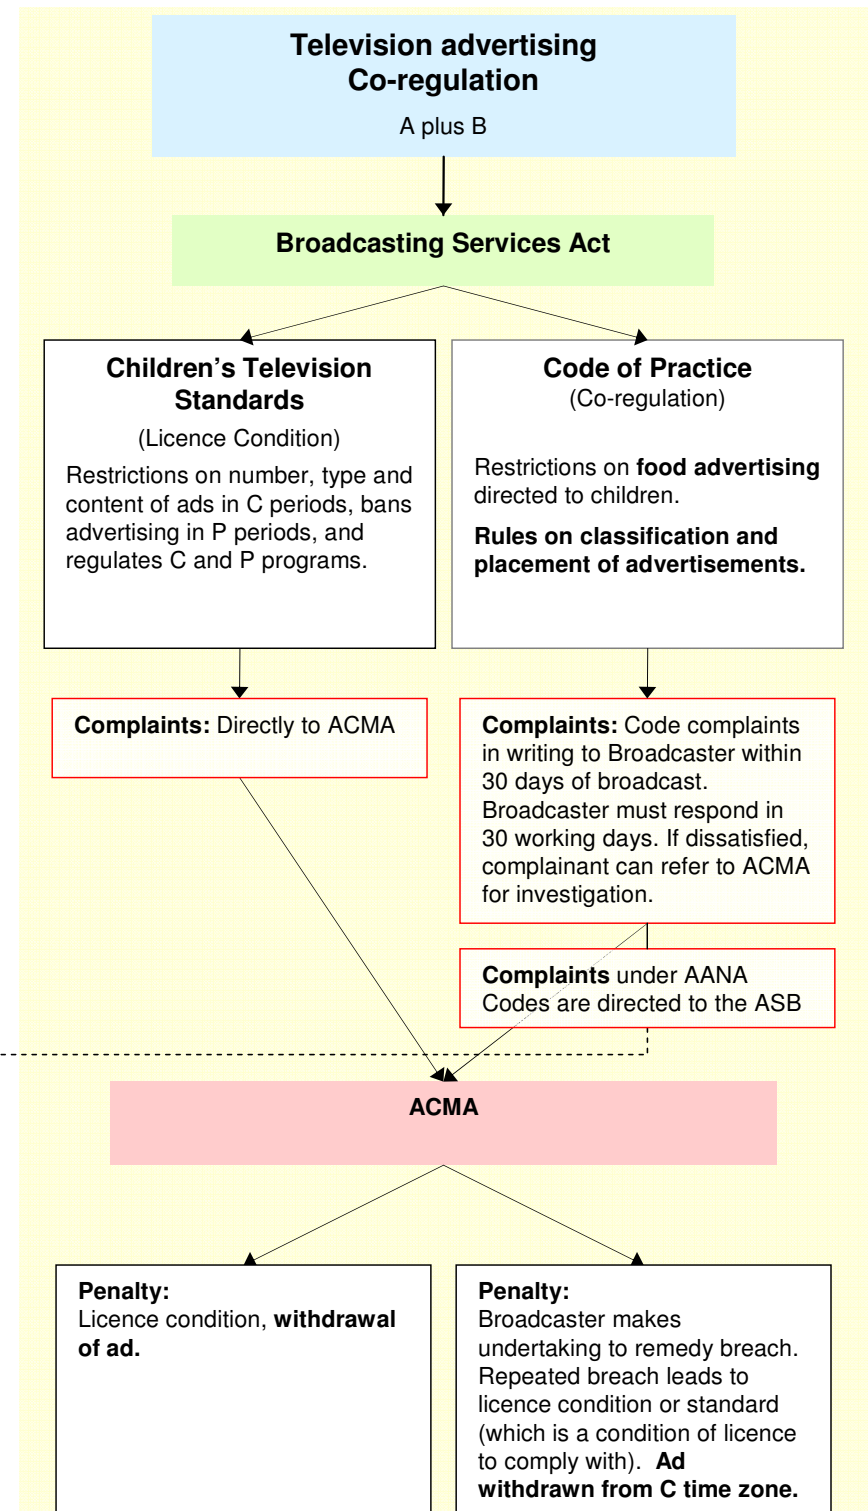 Television advertising
Co-regulation
A plus B
Broadcasting Services Act
Children’s Television
Standards
(Licence Condition)
Restrictions on number, type and
content of ads in C periods, bans
advertising in P periods, and
regulates C and P programs.
Code of Practice
(Co-regulation)
Restrictions on food advertising
directed to children.
Rules on classification and
placement of advertisements.
Complaints: Directly to ACMA
Complaints: Code complaints
in writing to Broadcaster within
30 days of broadcast.
Broadcaster must respond in
30 working days. If dissatisfied,
complainant can refer to ACMA
for investigation.
Complaints under AANA
Codes are directed to the ASB
ACMA
Penalty:
Licence condition, withdrawal
of ad.
Penalty:
Broadcaster makes
undertaking to remedy breach.
Repeated breach leads to
licence condition or standard
(which is a condition of licence
to comply with).  Ad
withdrawn from C time zone.